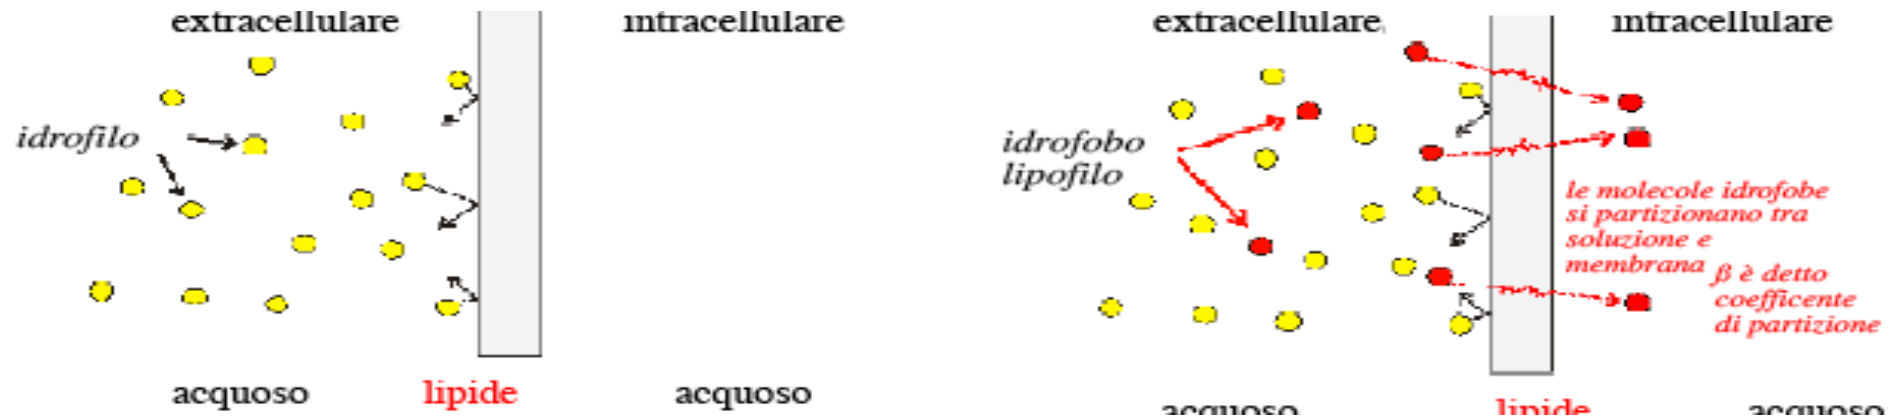 extracellulare
intracellulare
idrofilo
acquoso
lipide
acquoso
extracellulare
intracellulare
idrofobo
lipofilo
le molecole idrofobe
si partizionano tra
soluzione e
membrana
β è detto
coefficente
di partizione
acquoso
lipide
acquoso